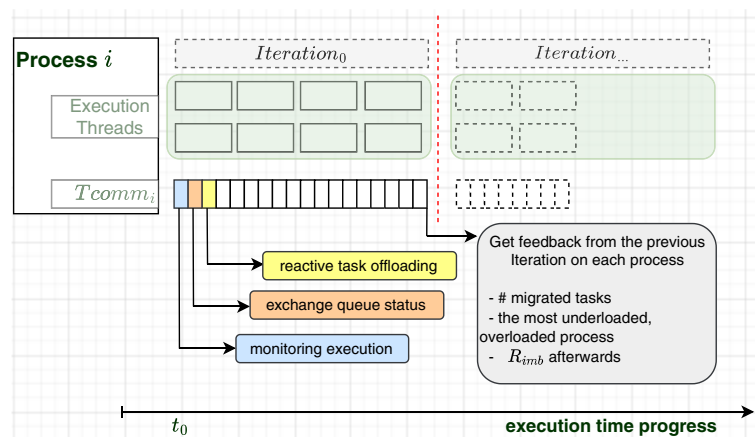 Process i
Iteration₀
Iteration...
Execution
Threads
Tcommᵢ
Get feedback from the previous
Iteration on each process
- # migrated tasks
- the most underloaded,
overloaded process
- R_imb afterwards
reactive task offloading
exchange queue status
monitoring execution
t₀
execution time progress